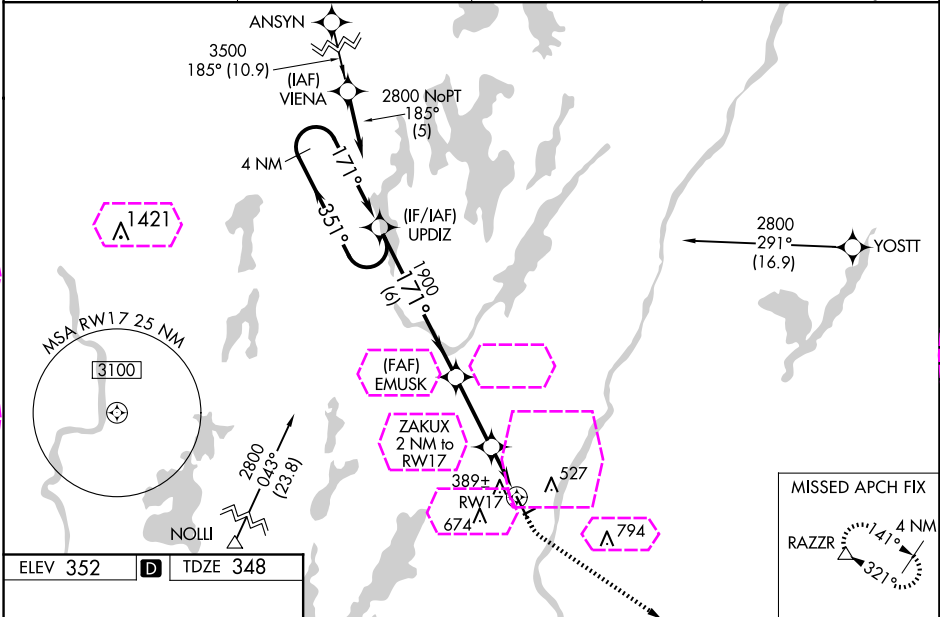 ANSYN
3500
185° (10.9)
(IAF)
VIENA
2800 NoPT
185°
(5)
4 NM
171°
351°
(IF/IAF)
UPDIZ
1421
2800
291°
(16.9)
YOSTT
1900
(6)
171°
MSA RW17 25 NM
3100
(FAF)
EMUSK
ZAKUX
2 NM to
RW17
2800
043°
(23.8)
NOLLI
389±
RW17
674
527
794
MISSED APCH FIX
4 NM
RAZZR
141°
321°
ELEV 352
D
TDZE 348